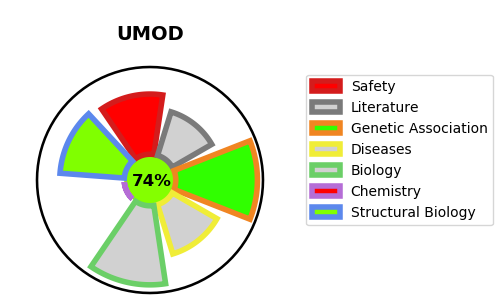 UMOD
74%
Safety
Literature
Genetic Association
Diseases
Biology
Chemistry
Structural Biology